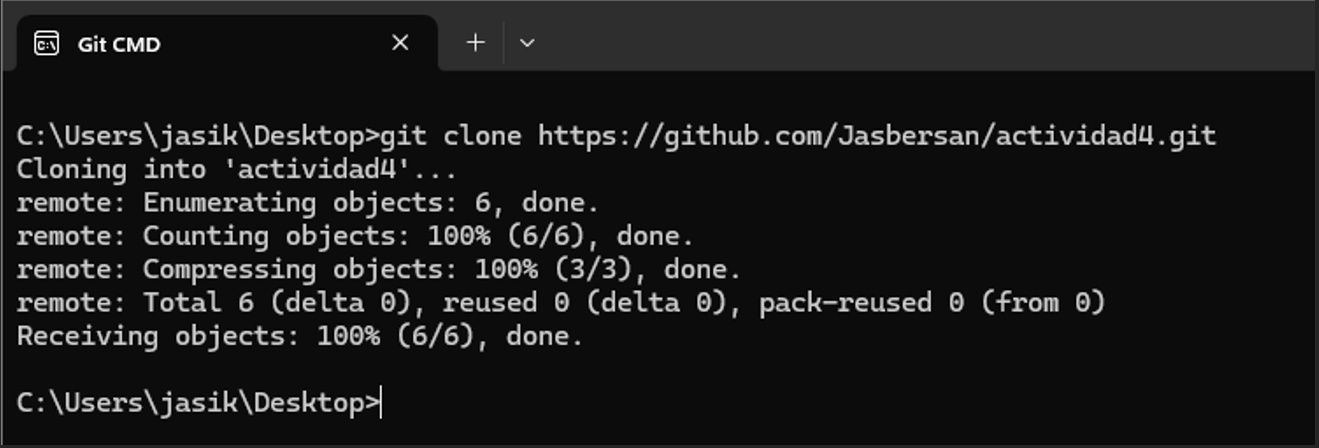 Git CMD
C:\Users\jasik\Desktop>git clone https://github.com/Jasbersan/actividad4.git
Cloning into 'actividad4'...
remote: Enumerating objects: 6, done.
remote: Counting objects: 100% (6/6), done.
remote: Compressing objects: 100% (3/3), done.
remote: Total 6 (delta 0), reused 0 (delta 0), pack-reused 0 (from 0)
Receiving objects: 100% (6/6), done.
C:\Users\jasik\Desktop>